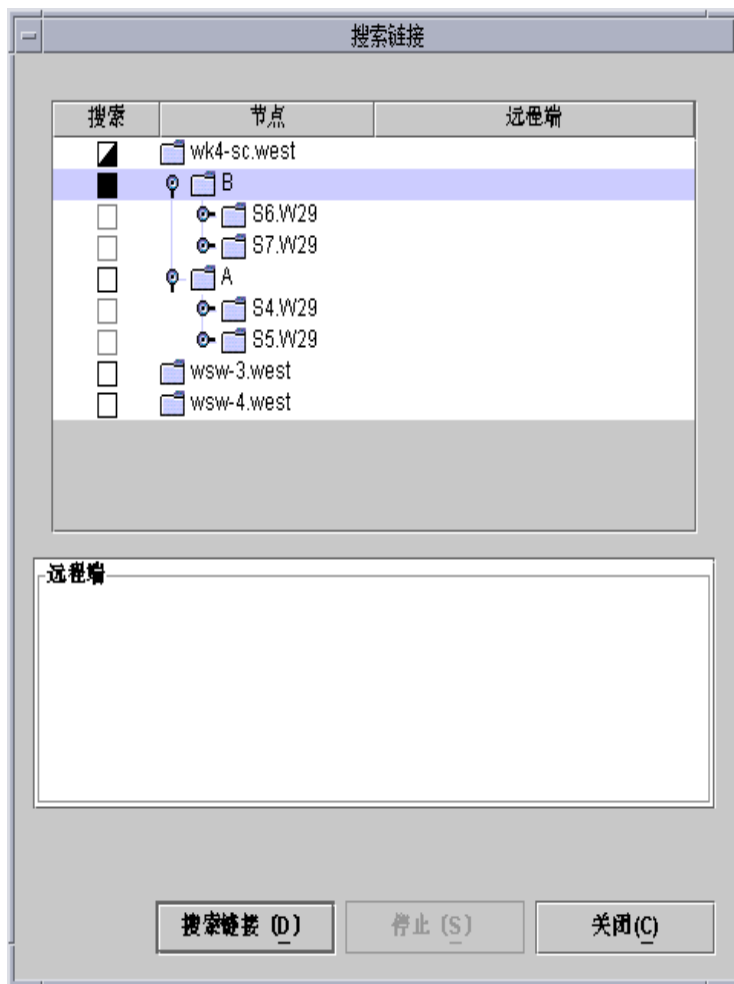 搜索链接
搜索 节点 远程端
wk4-sc.west
B
S6.W29
S7.W29
A
S4.W29
S5.W29
wsw-3.west
wsw-4.west
远程端
搜索链接 (D) 停止 (S) 关闭(C)